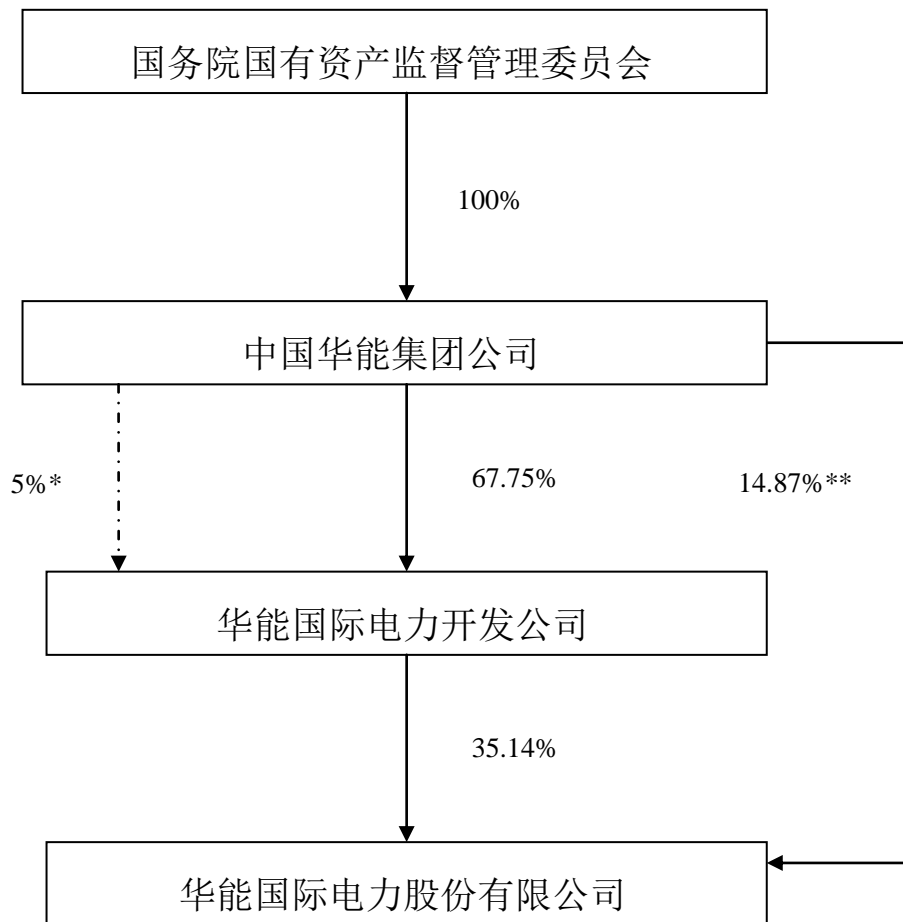 国务院国有资产监督管理委员会
100%
中国华能集团公司
5%*
67.75%
14.87%**
华能国际电力开发公司
35.14%
华能国际电力股份有限公司